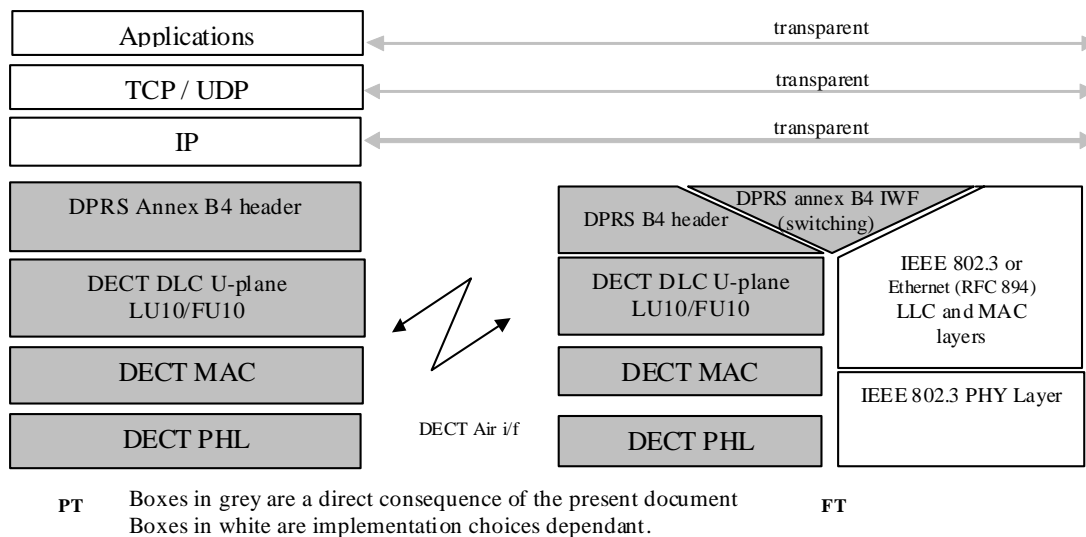 Applications
transparent
TCP / UDP
transparent
IP
transparent
DPRS Annex B4 header
DPRS B4 header
DPRS annex B4 IWF
(switching)
DECT DLC U-plane
LU10/FU10
DECT DLC U-plane
LU10/FU10
IEEE 802.3 or
Ethernet (RFC 894)
LLC and MAC
layers
DECT MAC
DECT MAC
IEEE 802.3 PHY Layer
DECT PHL
DECT Air i/f
DECT PHL
PT
Boxes in grey are a direct consequence of the present document
Boxes in white are implementation choices dependant.
FT